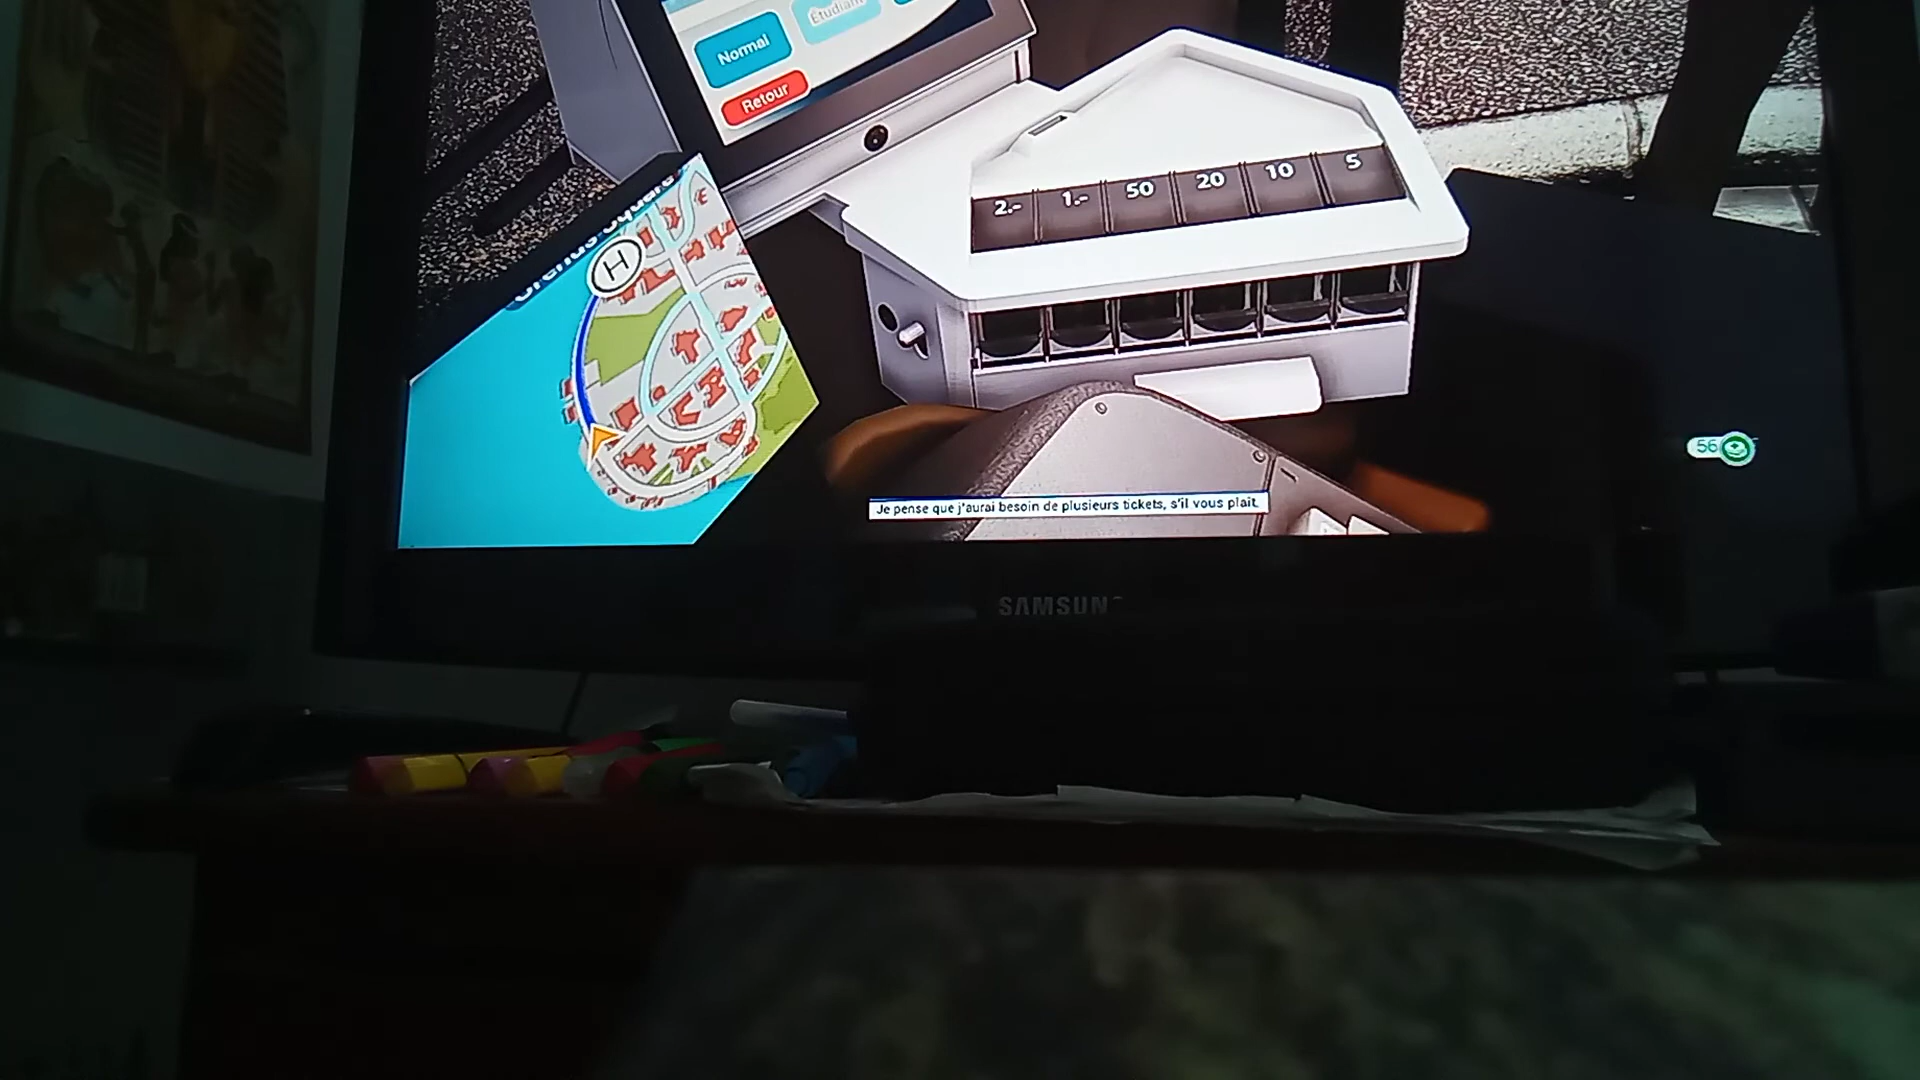 Étudiant
Normal
Retour
2.- 1.- 50 20 10 5
H
56
Je pense que j'aurai besoin de plusieurs tickets, s'il vous plaît.
SAMSUNG